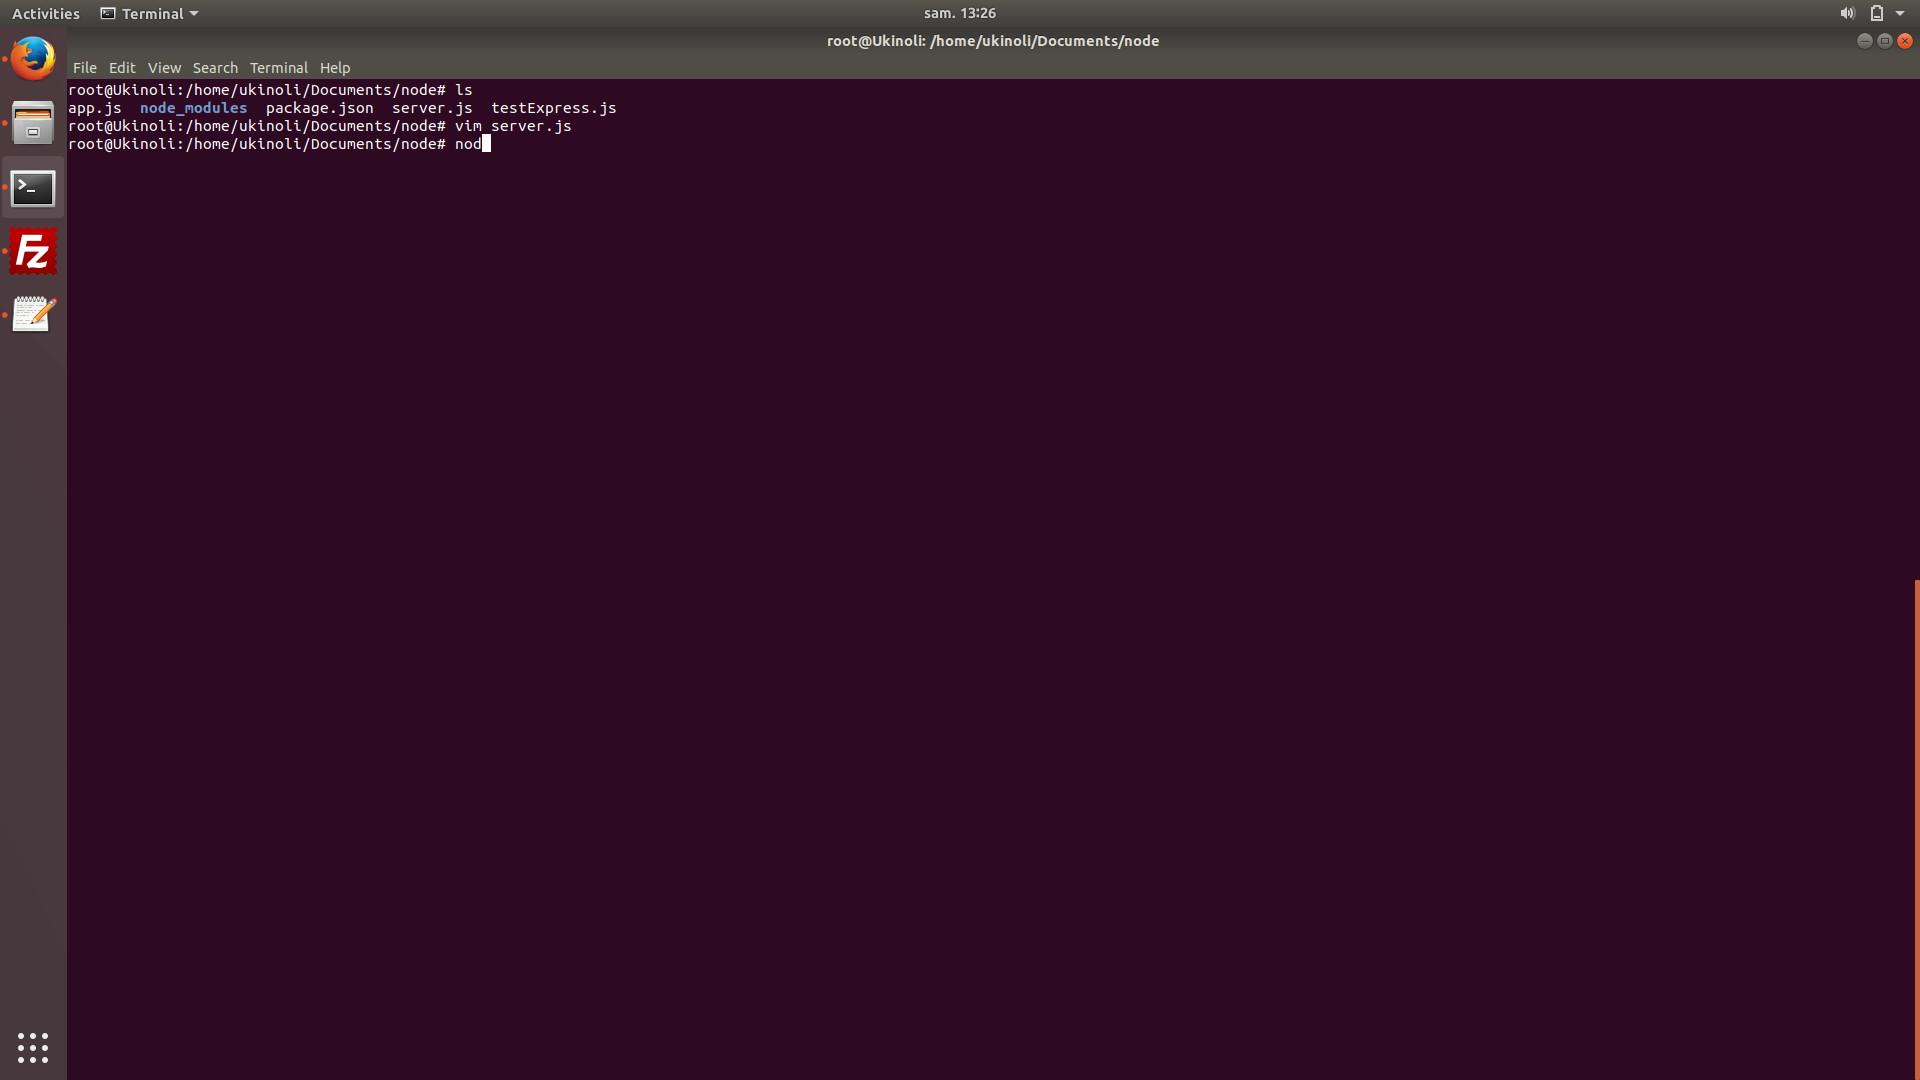 Activities Terminal sam. 13:26
root@Ukinoli: /home/ukinoli/Documents/node
File Edit View Search Terminal Help
root@Ukinoli:/home/ukinoli/Documents/node# ls
app.js node_modules package.json server.js testExpress.js
root@Ukinoli:/home/ukinoli/Documents/node# vim server.js
root@Ukinoli:/home/ukinoli/Documents/node# nod
Fz